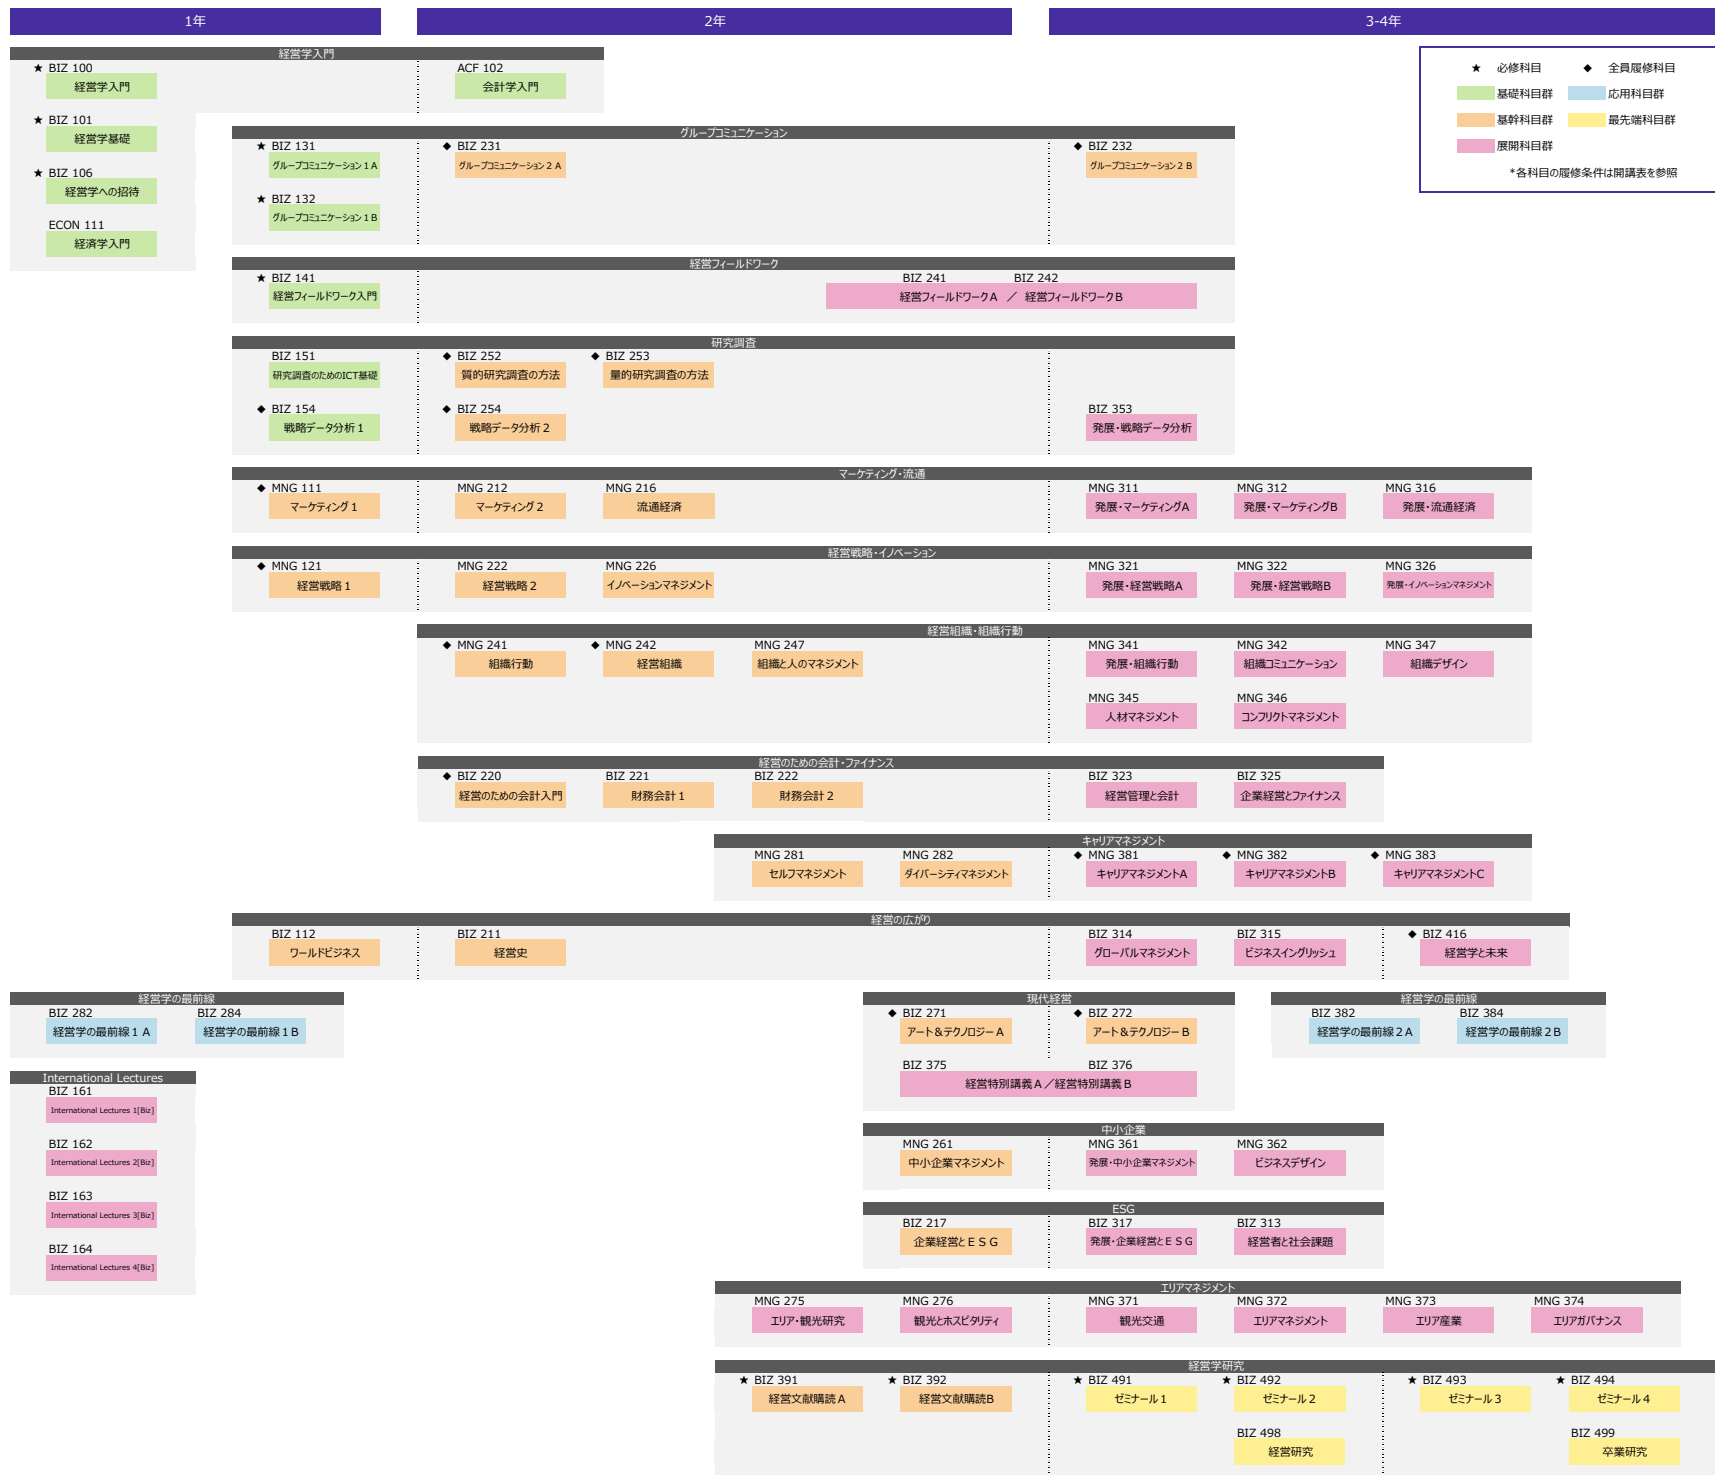 1年
2年
3-4年
経営学入門
★ BIZ 100
ACF 102
経営学入門
会計学入門
★ BIZ 101
経営学基礎
★ BIZ 106
経営学への招待
ECON 111
経済学入門
★ 必修科目 ◆ 全員履修科目
基礎科目群 応用科目群
基幹科目群 最先端科目群
展開科目群
*各科目の履修条件は開講表を参照
グループコミュニケーション
★ BIZ 131 ◆ BIZ 231 ◆ BIZ 232
グループコミュニケーション1A グループコミュニケーション2A グループコミュニケーション2B
★ BIZ 132
グループコミュニケーション1B
経営フィールドワーク
★ BIZ 141 BIZ 241 BIZ 242
経営フィールドワーク入門 経営フィールドワークA ／ 経営フィールドワークB
研究調査
BIZ 151 ◆ BIZ 252 ◆ BIZ 253
研究調査のためのICT基礎 質的研究調査の方法 量的研究調査の方法
◆ BIZ 154 ◆ BIZ 254 BIZ 353
戦略データ分析1 戦略データ分析2 発展・戦略データ分析
マーケティング・流通
◆ MNG 111 MNG 212 MNG 216 MNG 311 MNG 312 MNG 316
マーケティング1 マーケティング2 流通経済 発展・マーケティングA 発展・マーケティングB 発展・流通経済
経営戦略・イノベーション
◆ MNG 121 MNG 222 MNG 226 MNG 321 MNG 322 MNG 326
経営戦略1 経営戦略2 イノベーションマネジメント 発展・経営戦略A 発展・経営戦略B 発展・イノベーションマネジメント
経営組織・組織行動
◆ MNG 241 ◆ MNG 242 MNG 247 MNG 341 MNG 342 MNG 347
組織行動 経営組織 組織と人のマネジメント 発展・組織行動 組織コミュニケーション 組織デザイン
MNG 345 MNG 346
人材マネジメント コンフリクトマネジメント
経営のための会計・ファイナンス
◆ BIZ 220 BIZ 221 BIZ 222 BIZ 323 BIZ 325
経営のための会計入門 財務会計1 財務会計2 経営管理と会計 企業経営とファイナンス
キャリアマネジメント
MNG 281 MNG 282 ◆ MNG 381 ◆ MNG 382 ◆ MNG 383
セルフマネジメント ダイバーシティマネジメント キャリアマネジメントA キャリアマネジメントB キャリアマネジメントC
経営の広がり
BIZ 112 BIZ 211 BIZ 314 BIZ 315 ◆ BIZ 416
ワールドビジネス 経営史 グローバルマネジメント ビジネスイングリッシュ 経営学と未来
経営学の最前線
BIZ 282 BIZ 284
経営学の最前線1A 経営学の最前線1B
現代経営
◆ BIZ 271 ◆ BIZ 272
アート＆テクノロジーA アート＆テクノロジーB
BIZ 375 BIZ 376
経営特別講義A／経営特別講義B
経営学の最前線
BIZ 382 BIZ 384
経営学の最前線2A 経営学の最前線2B
International Lectures
BIZ 161
International Lectures 1[Biz]
BIZ 162
International Lectures 2[Biz]
BIZ 163
International Lectures 3[Biz]
BIZ 164
International Lectures 4[Biz]
中小企業
MNG 261 MNG 361 MNG 362
中小企業マネジメント 発展・中小企業マネジメント ビジネスデザイン
ESG
BIZ 217 BIZ 317 BIZ 313
企業経営とESG 発展・企業経営とESG 経営者と社会課題
エリアマネジメント
MNG 275 MNG 276 MNG 371 MNG 372 MNG 373 MNG 374
エリア・観光研究 観光とホスピタリティ 観光交通 エリアマネジメント エリア産業 エリアガバナンス
経営学研究
★ BIZ 391 ★ BIZ 392 ★ BIZ 491 ★ BIZ 492 ★ BIZ 493 ★ BIZ 494
経営文献購読A 経営文献購読B ゼミナール1 ゼミナール2 ゼミナール3 ゼミナール4
BIZ 498 BIZ 499
経営研究 卒業研究